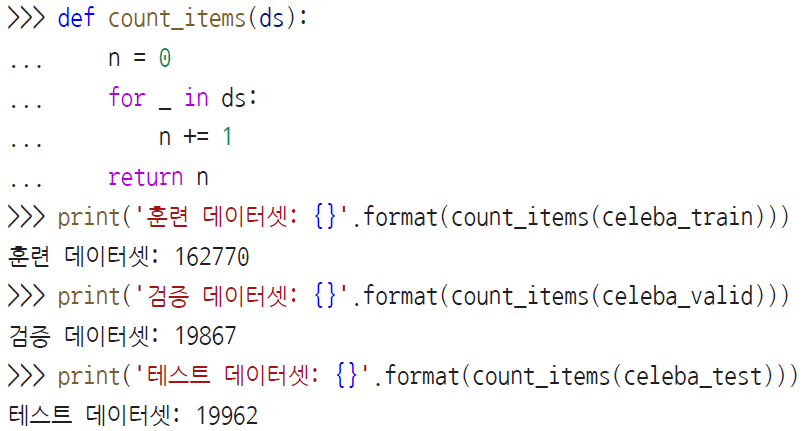 >>> def count_items(ds):
...     n = 0
...     for _ in ds:
...         n += 1
...     return n
>>> print('훈련 데이터셋: {}'.format(count_items(celeba_train)))
훈련 데이터셋: 162770
>>> print('검증 데이터셋: {}'.format(count_items(celeba_valid)))
검증 데이터셋: 19867
>>> print('테스트 데이터셋: {}'.format(count_items(celeba_test)))
테스트 데이터셋: 19962